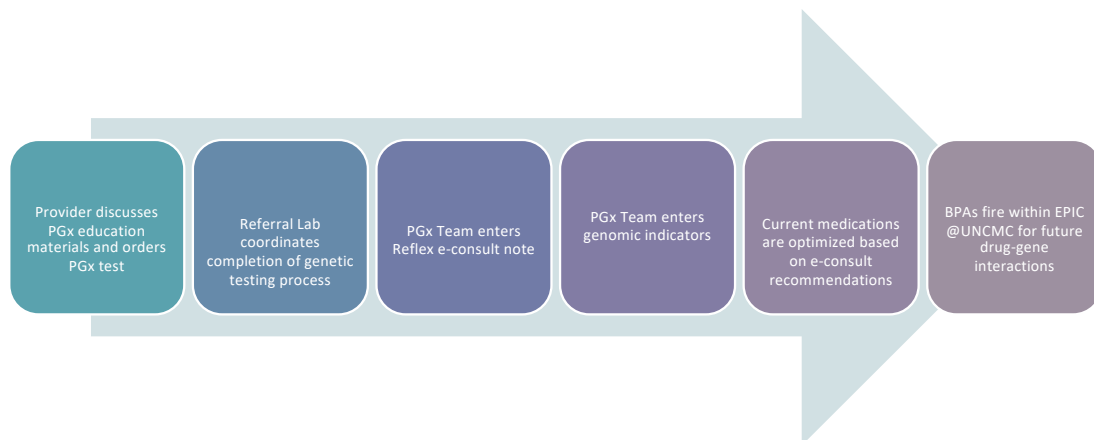 Provider discusses
PGx education
materials and orders
PGx test
Referral Lab
coordinates
completion of genetic
testing process
PGx Team enters
Reflex e-consult note
PGx Team enters
genomic indicators
Current medications
are optimized based
on e-consult
recommendations
BPAs fire within EPIC
@UNCMC for future
drug-gene
interactions